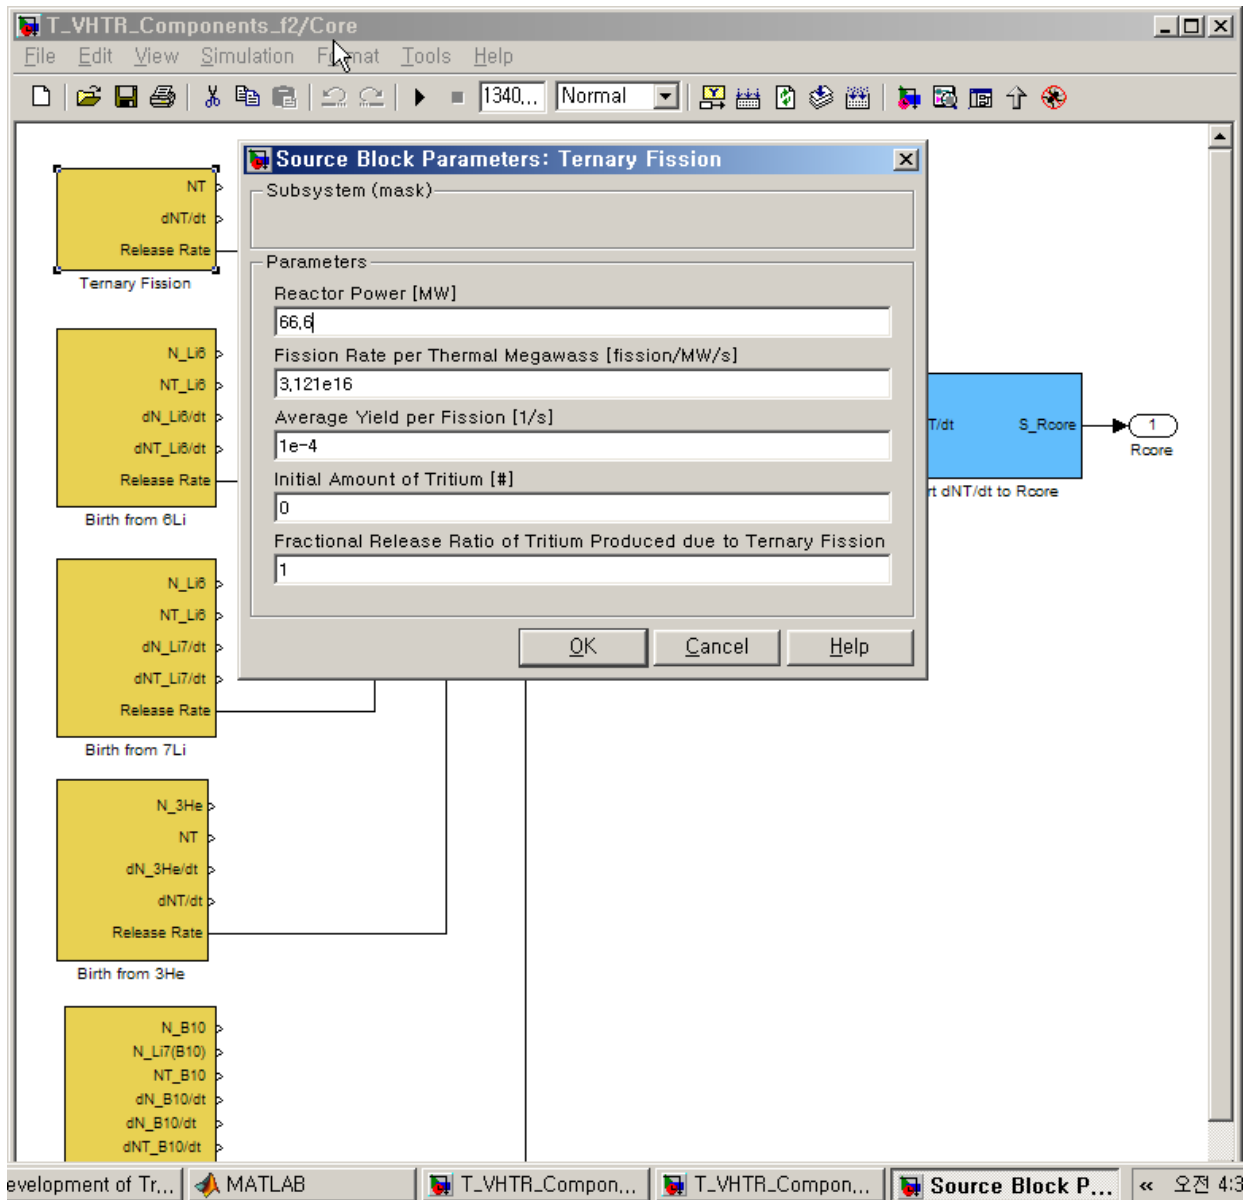 T_VHTR_Components_f2/Core
File Edit View Simulation Format Tools Help
1340... Normal
NT
dNT/dt
Release Rate
Ternary Fission
N_Li6
NT_Li6
dN_Li6/dt
dNT_Li6/dt
Release Rate
Birth from 6Li
N_Li6
NT_Li6
dN_Li7/dt
dNT_Li7/dt
Release Rate
Birth from 7Li
N_3He
NT
dN_3He/dt
dNT/dt
Release Rate
Birth from 3He
N_B10
N_Li7(B10)
NT_B10
dN_B10/dt
dN_B10/dt
dNT_B10/dt
Source Block Parameters: Ternary Fission
Subsystem (mask)
Parameters
Reactor Power [MW]
66.6
Fission Rate per Thermal Megawass [fission/MW/s]
3.121e16
Average Yield per Fission [1/s]
1e-4
Initial Amount of Tritium [#]
0
Fractional Release Ratio of Tritium Produced due to Ternary Fission
1
OK Cancel Help
T/dt S_Rcore
1
Rcore
rt dNT/dt to Rcore
evelopment of Tr... MATLAB T_VHTR_Compon... T_VHTR_Compon... Source Block P... « 오전 4:3